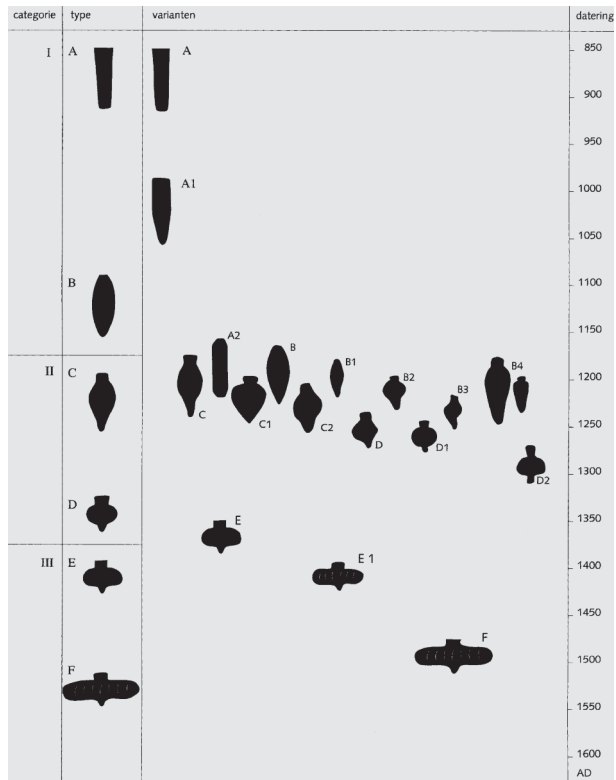 categorie type varianten datering
I A A 850
900
A1 1000
950
1050
B 1100
1150
II C C A2 C1 B C2 B1 D B2 D1 B3 B4 D2 1200
1250
1300
D 1350
E
III E E 1 1400
1450
F F 1500
1550
1600
AD